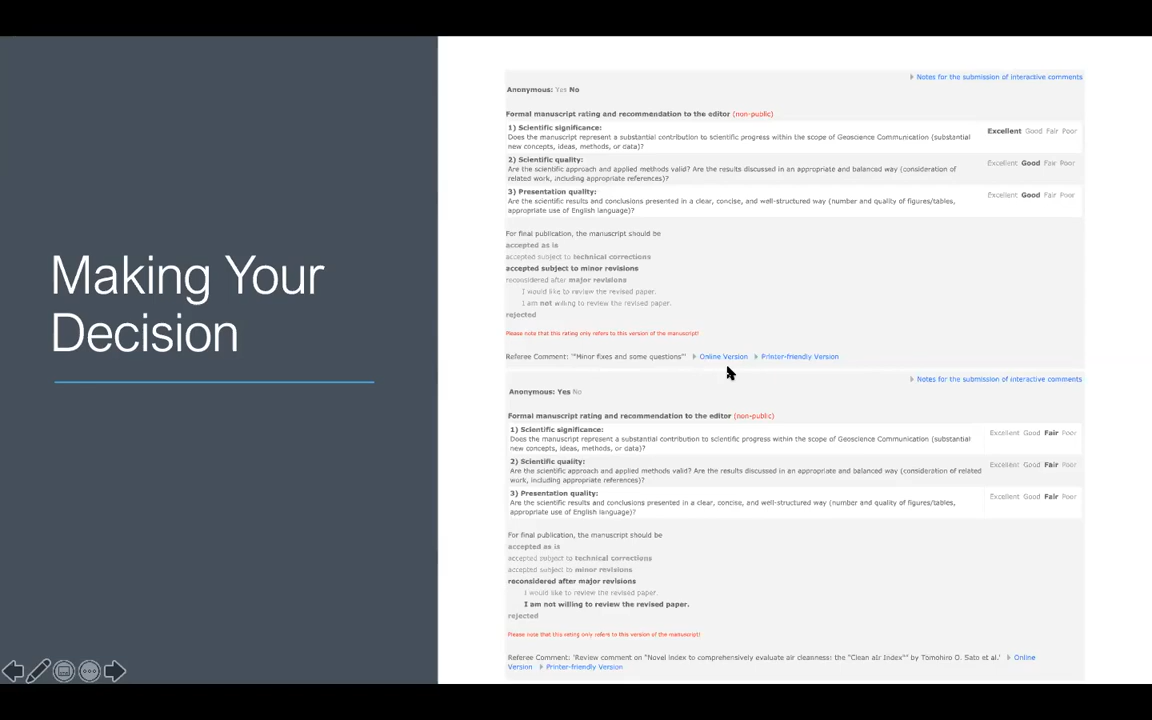 Making Your
Decision
Notes for the submission of interactive comments
Anonymous: Yes No
Formal manuscript rating and recommendation to the editor (non-public)
1) Scientific significance:
Does the manuscript represent a substantial contribution to scientific progress within the scope of Geoscience Communication (substantial
new concepts, ideas, methods, or data)?
Excellent Good Fair Poor
2) Scientific quality:
Are the scientific approach and applied methods valid? Are the results discussed in an appropriate and balanced way (consideration of
related work, including appropriate references)?
Excellent Good Fair Poor
3) Presentation quality:
Are the scientific results and conclusions presented in a clear, concise, and well-structured way (number and quality of figures/tables,
appropriate use of English language)?
Excellent Good Fair Poor
For final publication, the manuscript should be
accepted as is
accepted subject to technical corrections
accepted subject to minor revisions
reconsidered after major revisions
I would like to review the revised paper.
I am not willing to review the revised paper.
rejected
Please note that this rating only refers to this version of the manuscript!
Referee Comment: '"Minor fixes and some questions"' Online Version Printer-friendly Version
Notes for the submission of interactive comments
Anonymous: Yes No
Formal manuscript rating and recommendation to the editor (non-public)
1) Scientific significance:
Does the manuscript represent a substantial contribution to scientific progress within the scope of Geoscience Communication (substantial
new concepts, ideas, methods, or data)?
Excellent Good Fair Poor
2) Scientific quality:
Are the scientific approach and applied methods valid? Are the results discussed in an appropriate and balanced way (consideration of related
work, including appropriate references)?
Excellent Good Fair Poor
3) Presentation quality:
Are the scientific results and conclusions presented in a clear, concise, and well-structured way (number and quality of figures/tables,
appropriate use of English language)?
Excellent Good Fair Poor
For final publication, the manuscript should be
accepted as is
accepted subject to technical corrections
accepted subject to minor revisions
reconsidered after major revisions
I would like to review the revised paper.
I am not willing to review the revised paper.
rejected
Please note that this rating only refers to this version of the manuscript!
Referee Comment: 'Review comment on "Novel index to comprehensively evaluate air cleanness: the "Clean aIr Index"" by Tomohiro O. Sato et al.' Online
Version Printer-friendly Version